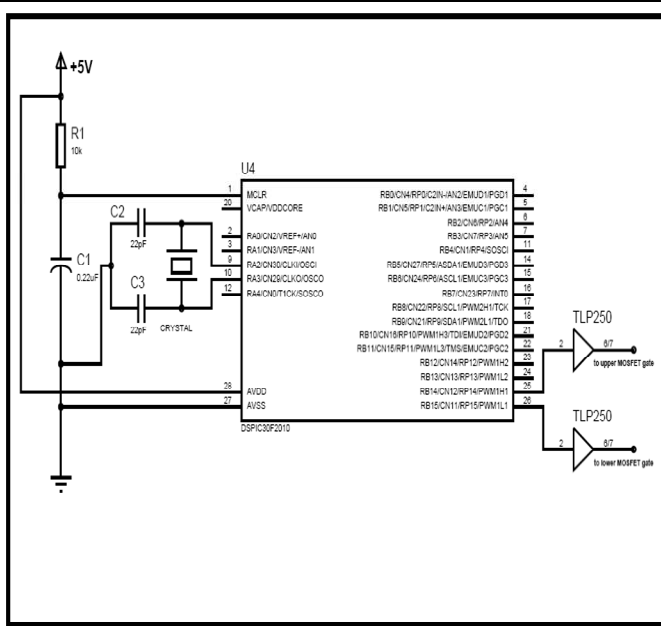 +5V
R1
10k
U4
1 MCLR
20 VCAP/VDDCORE
2 RA0/CN2/VREF+/AN0
3 RA1/CN3/VREF-/AN1
9 RA2/CN30/CLKI/OSCI
10 RA3/CN29/CLKO/OSCO
12 RA4/CN0/T1CK/SOSCO
28 AVDD
27 AVSS
RB0/CN4/RP0/C2IN-/AN2/EMUD1/PGD1 4
RB1/CN5/RP1/C2IN+/AN3/EMUC1/PGC1 5
RB2/CN6/RP2/AN4 6
RB3/CN7/RP3/AN5 7
RB4/CN1/RP4/SOSCI 11
RB5/CN27/RP5/ASDA1/EMUD3/PGD3 14
RB6/CN24/RP6/ASCL1/EMUC3/PGC3 15
RB7/CN23/RP7/INT0 16
RB8/CN22/RP8/SCL1/PWM2H1/TCK 17
RB9/CN21/RP9/SDA1/PWM2L1/TDO 18
RB10/CN16/RP10/PWM1H3/TDI/EMUD2/PGD2 21
RB11/CN15/RP11/PWM1L3/TMS/EMUC2/PGC2 22
RB12/CN14/RP12/PWM1H2 23
RB13/CN13/RP13/PWM1L2 24
RB14/CN12/RP14/PWM1H1 25
RB15/CN11/RP15/PWM1L1 26
DSPIC30F2010
C2
22pF
C1
0.22uF
C3
22pF
CRYSTAL
TLP250
2 6/7
to upper MOSFET gate
TLP250
2 6/7
to lower MOSFET gate